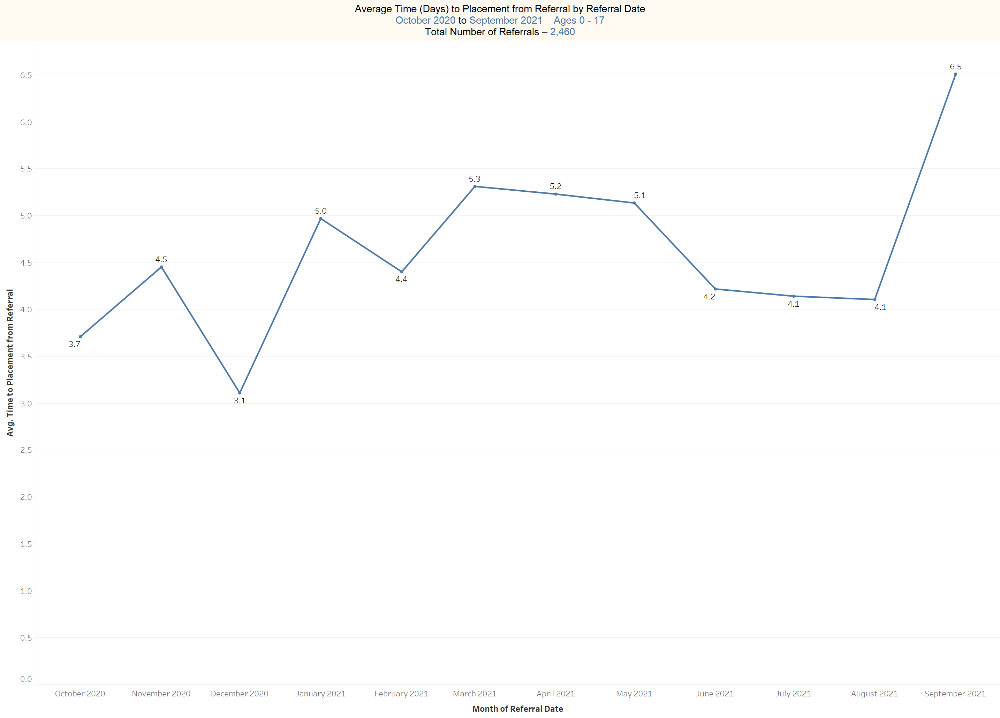 Average Time (Days) to Placement from Referral by Referral Date
October 2020 to September 2021 Ages 0 - 17
Total Number of Referrals – 2,460
6.5
6.0
5.5
5.0
4.5
4.0
3.5
3.0
2.5
2.0
1.5
1.0
0.5
0.0
Avg. Time to Placement from Referral
3.7
4.5
3.1
5.0
4.4
5.3
5.2
5.1
4.2
4.1
4.1
6.5
October 2020
November 2020
December 2020
January 2021
February 2021
March 2021
April 2021
May 2021
June 2021
July 2021
August 2021
September 2021
Month of Referral Date